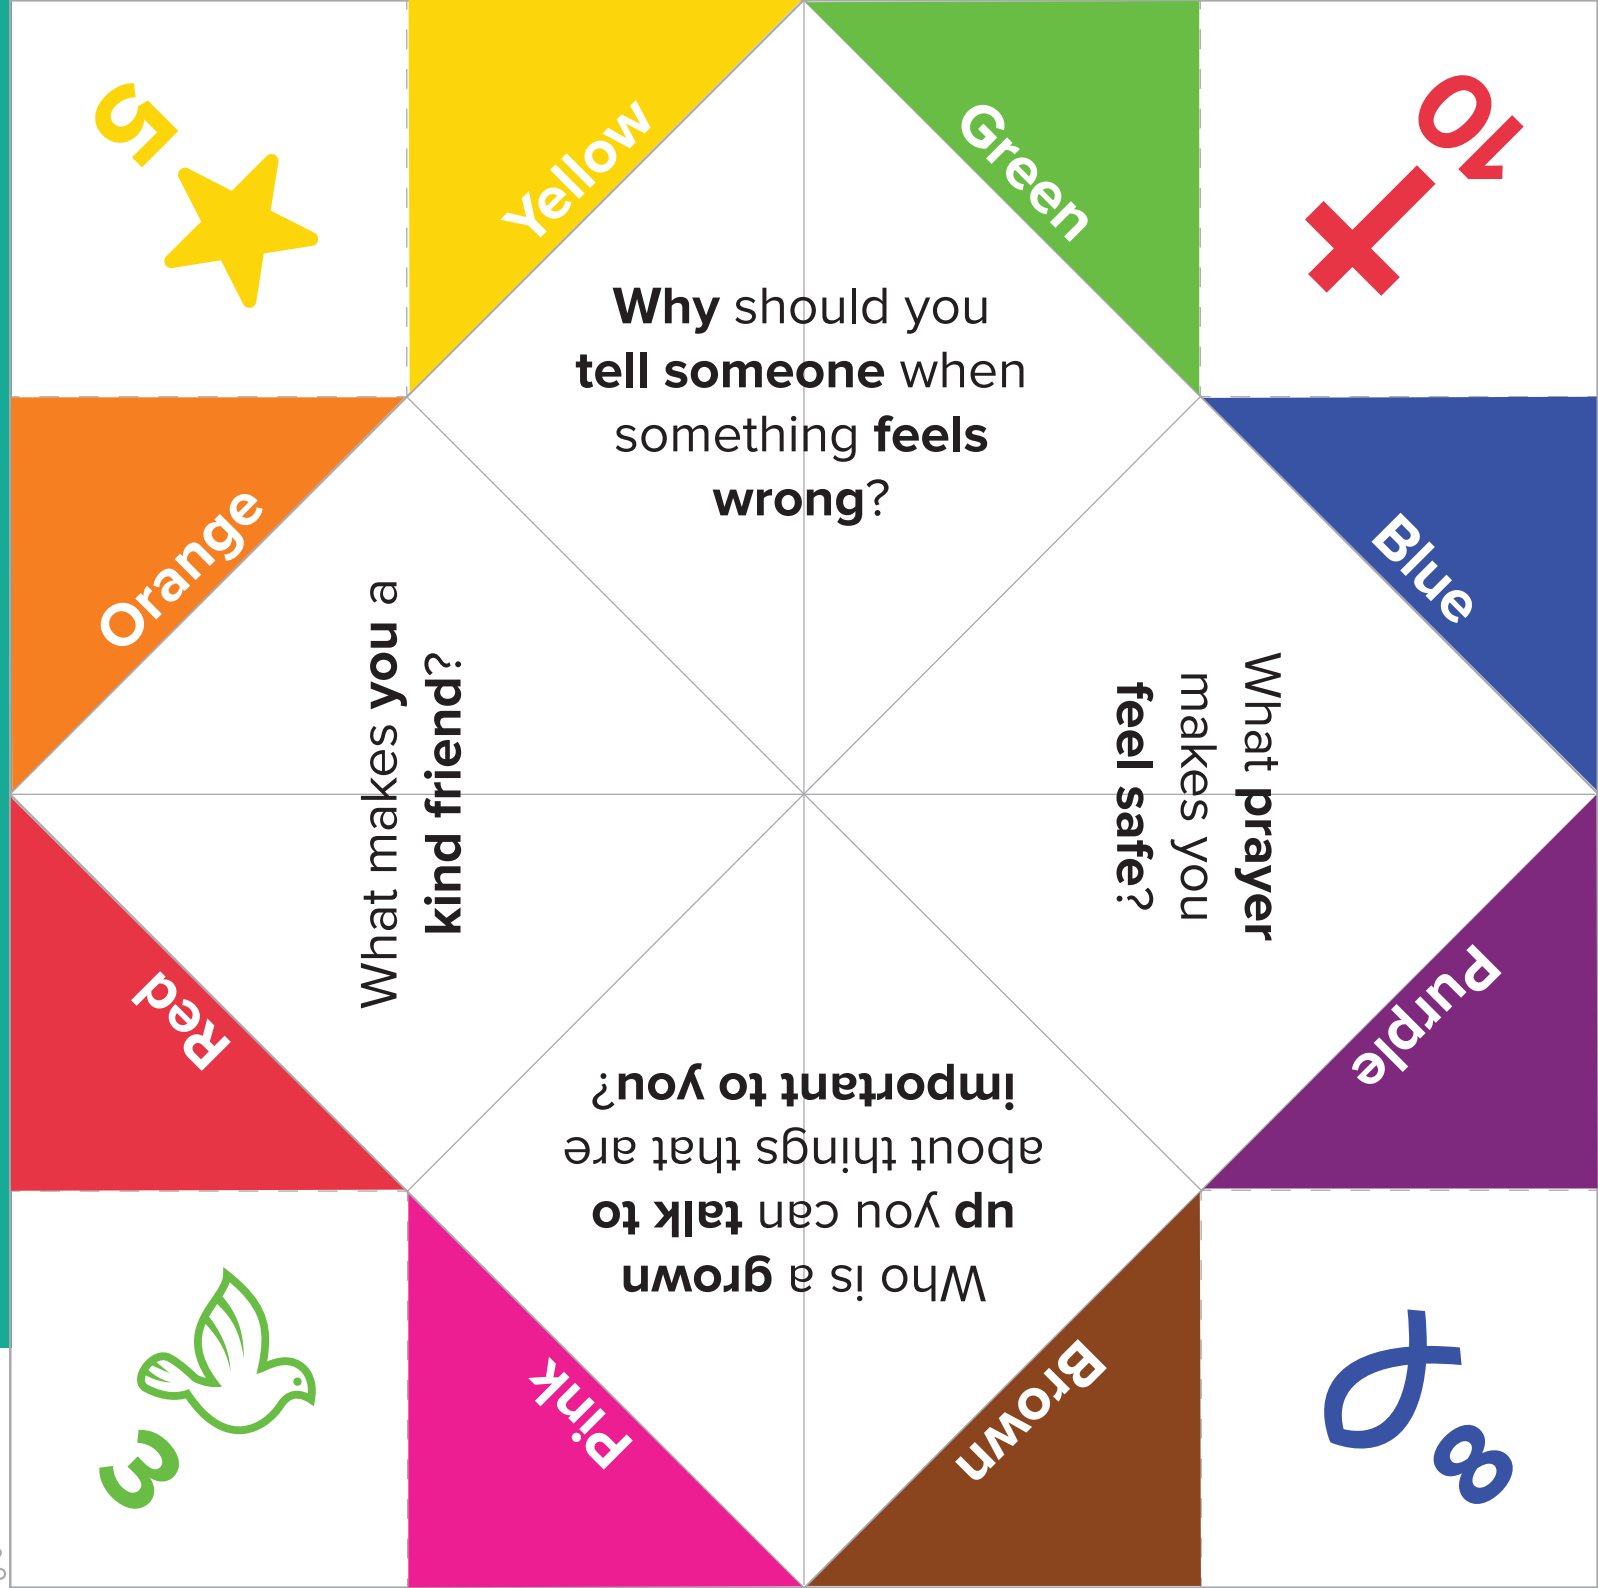 5
Yellow
Green
10
Why should you
tell someone when
something feels
wrong?
Orange
Blue
What makes you a
kind friend?
What prayer
makes you
feel safe?
Red
Purple
Who is a grown
up you can talk to
about things that are
important to you?
Pink
Brown
3
8